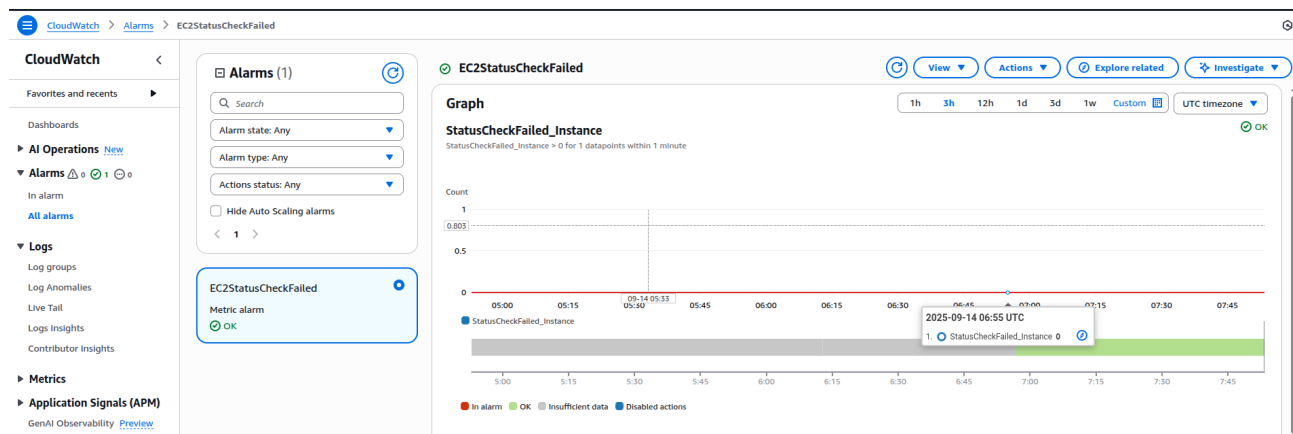 CloudWatch > Alarms > EC2StatusCheckFailed
CloudWatch
Favorites and recents
Dashboards
AI Operations New
Alarms 0 1 0
In alarm
All alarms
Logs
Log groups
Log Anomalies
Live Tail
Logs Insights
Contributor Insights
Metrics
Application Signals (APM)
GenAI Observability Preview
Alarms (1)
Search
Alarm state: Any
Alarm type: Any
Actions status: Any
Hide Auto Scaling alarms
< 1 >
EC2StatusCheckFailed
Metric alarm
OK
EC2StatusCheckFailed
View
Actions
Explore related
Investigate
Graph
1h 3h 12h 1d 3d 1w Custom
UTC timezone
StatusCheckFailed_Instance
OK
StatusCheckFailed_Instance > 0 for 1 datapoints within 1 minute
Count
1
0.803
0.5
0
05:00 05:15 05:30 05:45 06:00 06:15 06:30 06:45 07:00 07:15 07:30 07:45
09-14 05:33
StatusCheckFailed_Instance
2025-09-14 06:55 UTC
1. StatusCheckFailed_Instance 0
5:00 5:15 5:30 5:45 6:00 6:15 6:30 6:45 7:00 7:15 7:30 7:45
In alarm OK Insufficient data Disabled actions